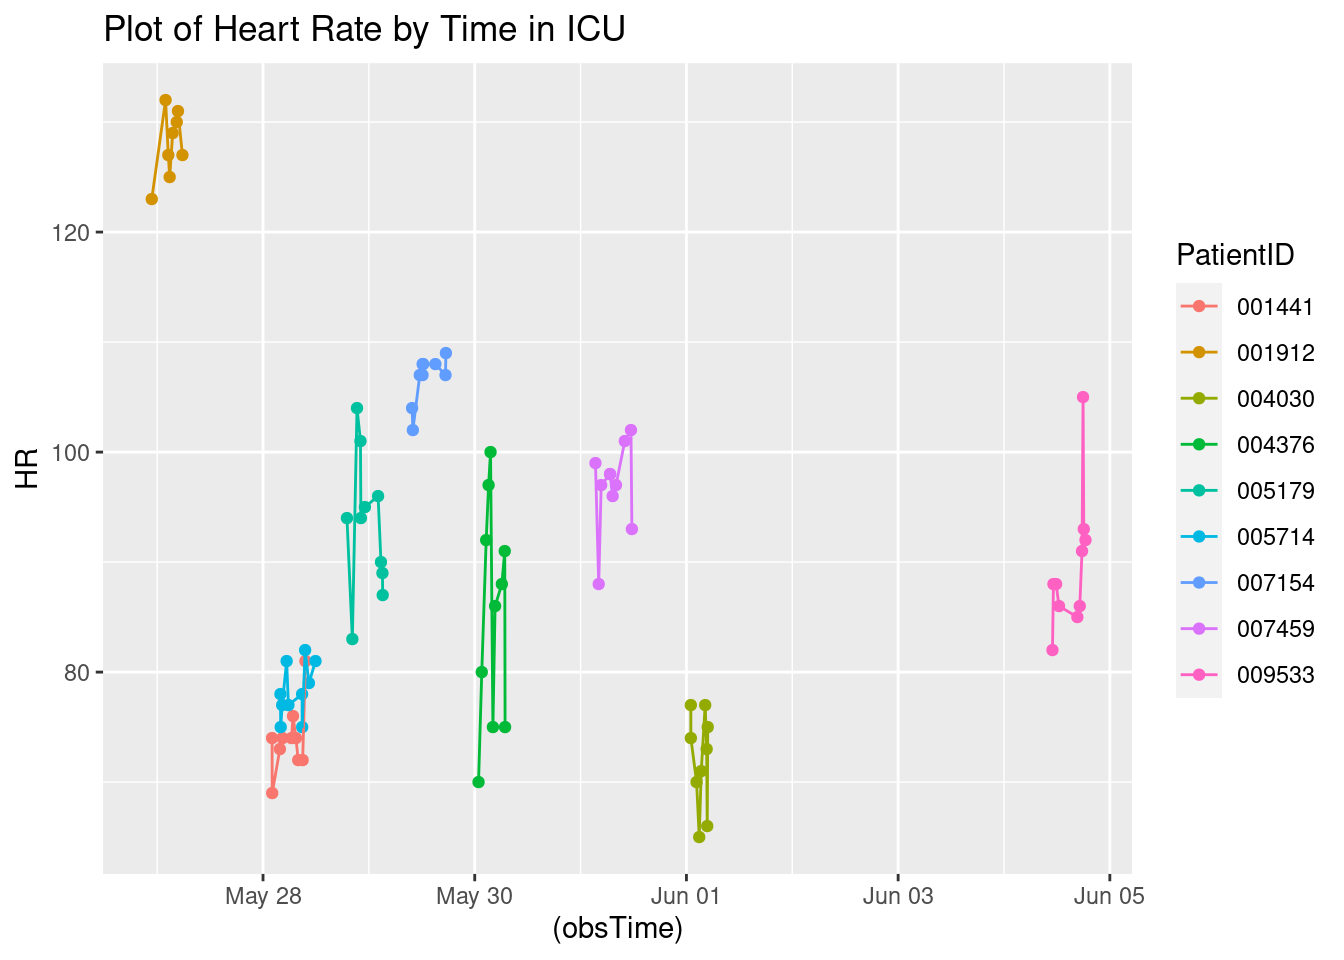 Plot of Heart Rate by Time in ICU
HR
120
100
80
May 28
May 30
Jun 01
Jun 03
Jun 05
(obsTime)
PatientID
001441
001912
004030
004376
005179
005714
007154
007459
009533